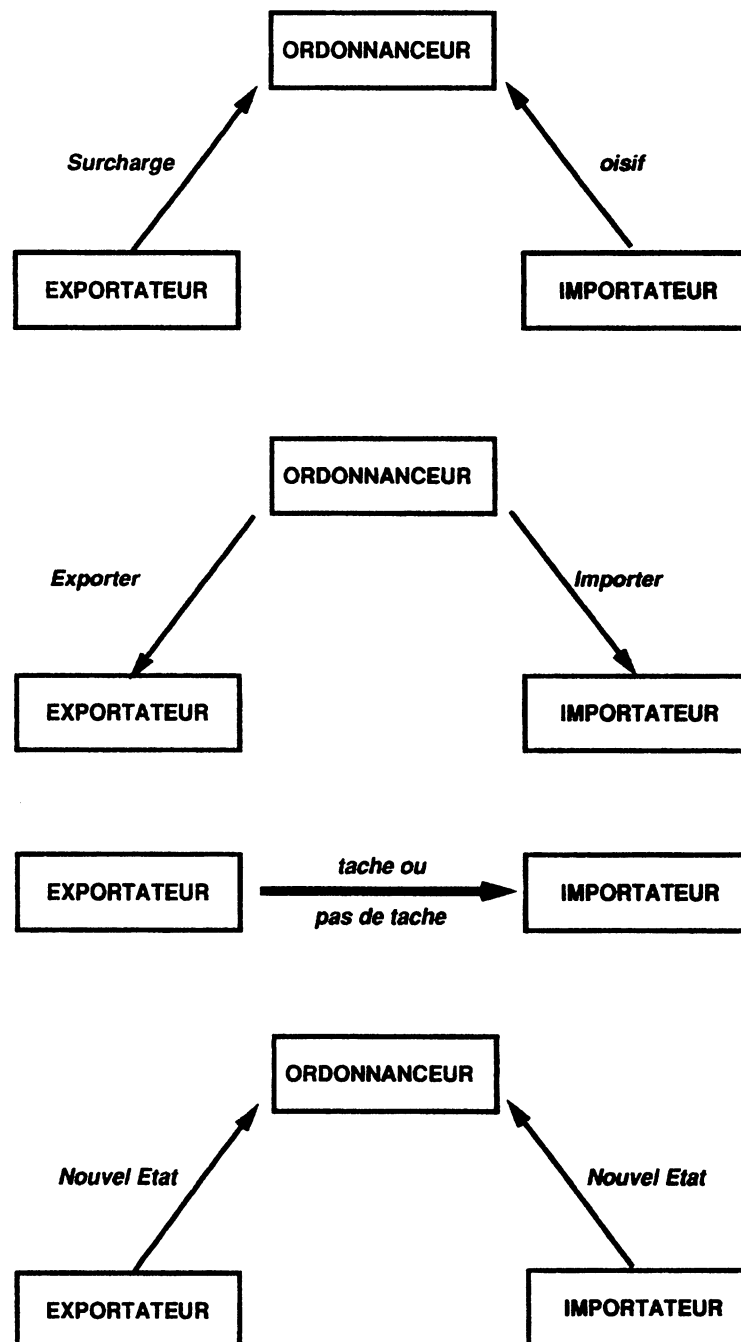 ORDONNANCEUR
Surcharge
oisif
EXPORTATEUR
IMPORTATEUR
ORDONNANCEUR
Exporter
Importer
EXPORTATEUR
IMPORTATEUR
EXPORTATEUR
tache ou
pas de tache
IMPORTATEUR
ORDONNANCEUR
Nouvel Etat
Nouvel Etat
EXPORTATEUR
IMPORTATEUR